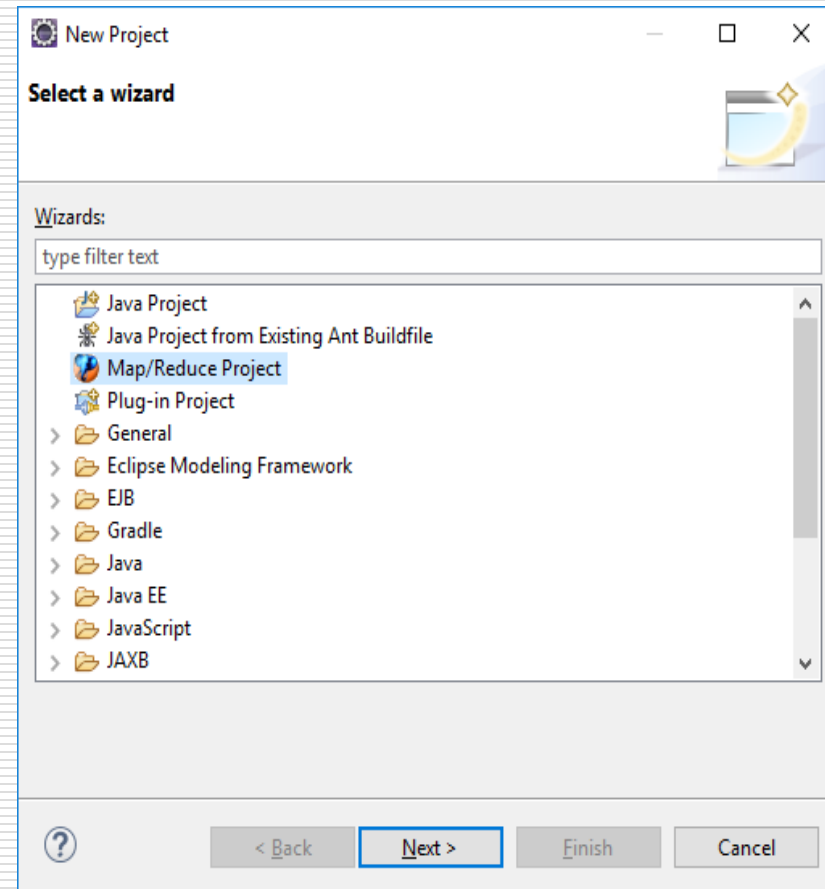 New Project
Select a wizard
Wizards:
type filter text
Java Project
Java Project from Existing Ant Buildfile
Map/Reduce Project
Plug-in Project
General
Eclipse Modeling Framework
EJB
Gradle
Java
Java EE
JavaScript
JAXB
? < Back Next > Finish Cancel